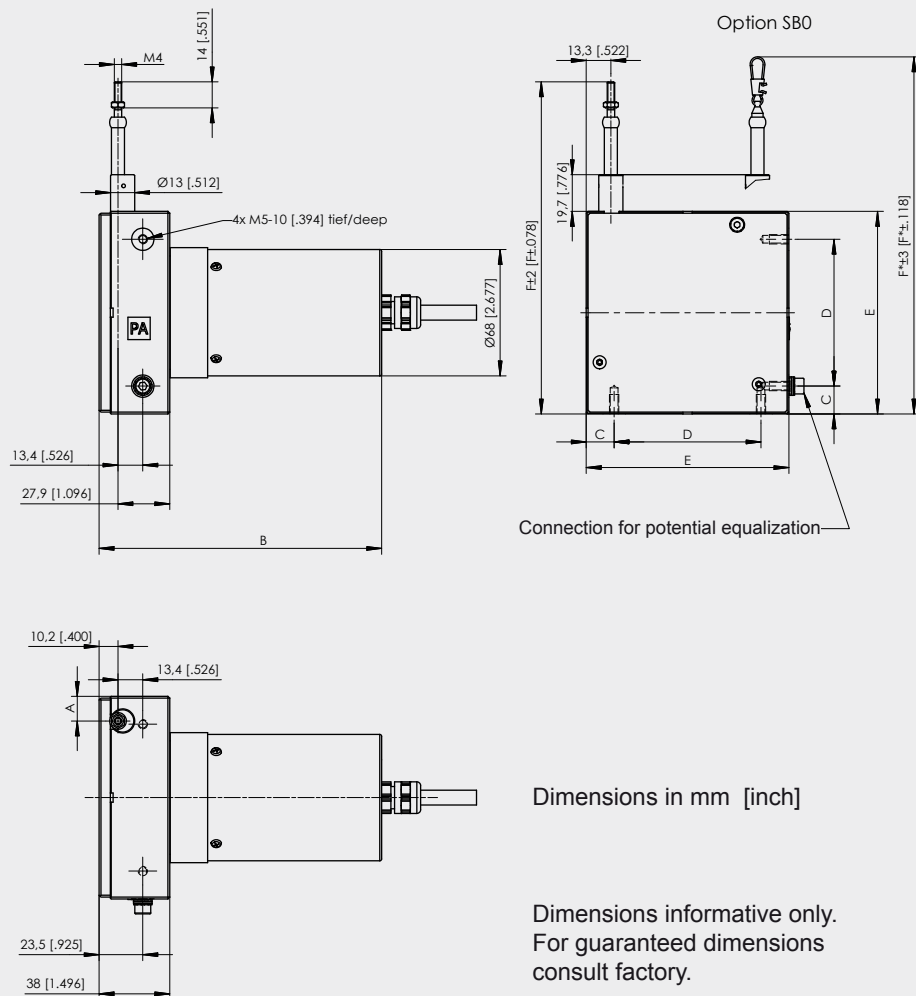 Option SB0
14 [.551]
M4
Ø13 [.512]
4x M5-10 [.394] tief/deep
PA
Ø68 [2.677]
13,4 [.526]
27,9 [1.096]
B
13,3 [.522]
19,7 [.776]
F±2 [F±.078]
F*±3 [F*±.118]
D
E
C
C
D
E
Connection for potential equalization
10,2 [.400]
13,4 [.526]
A
23,5 [.925]
38 [1.496]
Dimensions in mm [inch]
Dimensions informative only.
For guaranteed dimensions
consult factory.